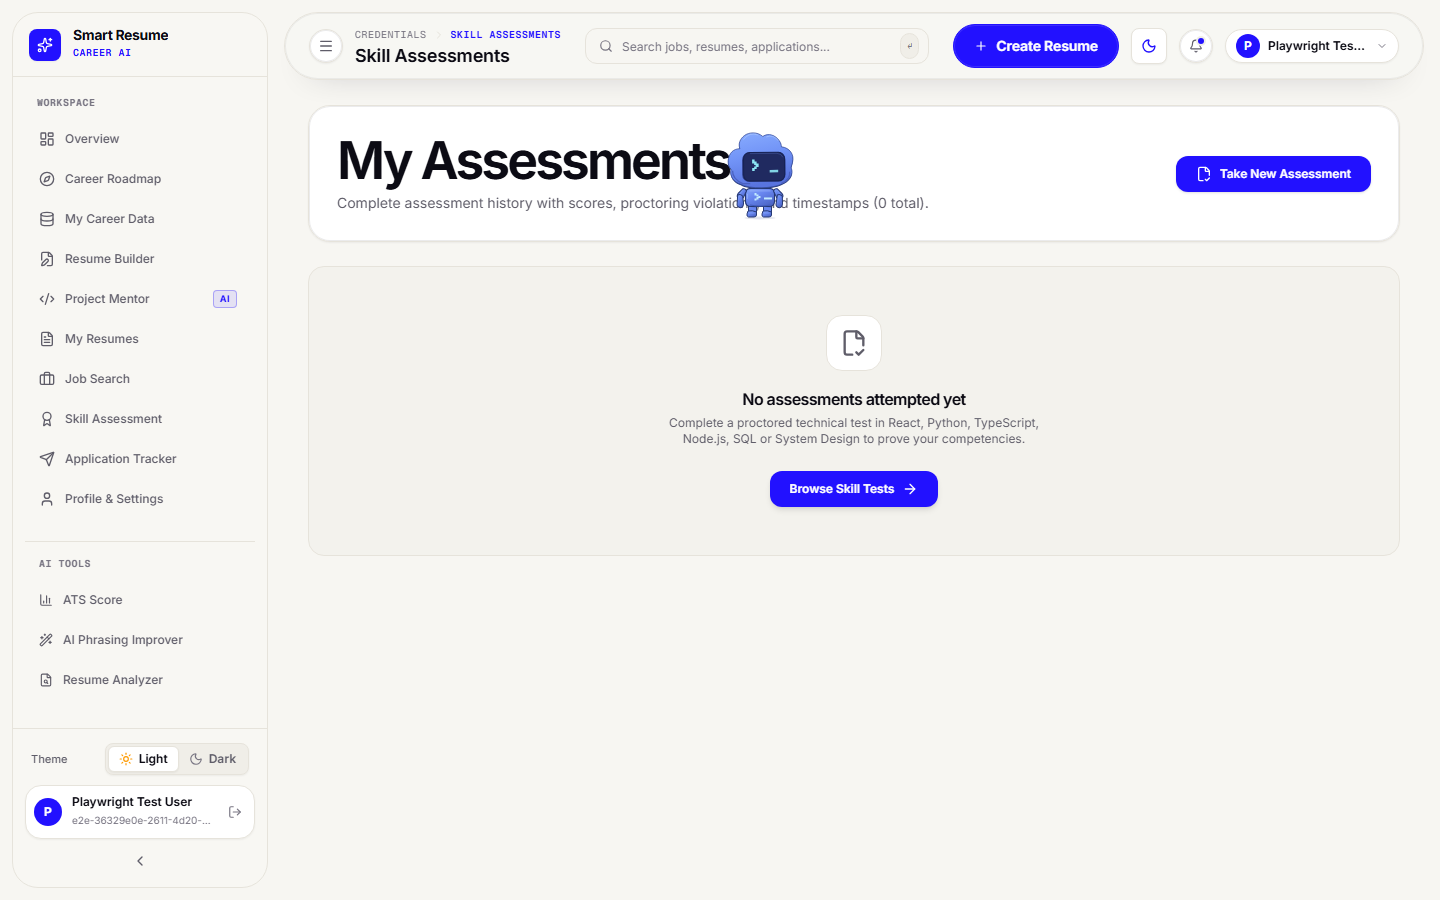 Smart Resume
CAREER AI
WORKSPACE
Overview
Career Roadmap
My Career Data
Resume Builder
Project Mentor AI
My Resumes
Job Search
Skill Assessment
Application Tracker
Profile & Settings
AI TOOLS
ATS Score
AI Phrasing Improver
Resume Analyzer
Theme Light Dark
P Playwright Test User
e2e-36329e0e-2611-4d20-...
CREDENTIALS SKILL ASSESSMENTS
Skill Assessments
Search jobs, resumes, applications...
Create Resume
P Playwright Tes...
My Assessments
Complete assessment history with scores, proctoring timestamps (0 total).
Take New Assessment
No assessments attempted yet
Complete a proctored technical test in React, Python, TypeScript,
Node.js, SQL or System Design to prove your competencies.
Browse Skill Tests